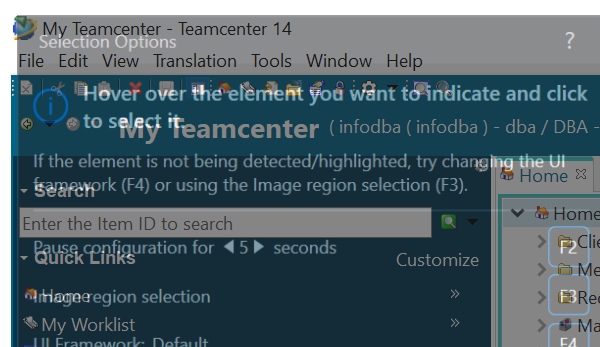 My Teamcenter - Teamcenter 14
Selection Options ?
File Edit View Translation Tools Window Help
Hover over the element you want to indicate and click
to select it.
My Teamcenter ( infodba ( infodba ) - dba / DBA -
If the element is not being detected/highlighted, try changing the UI
framework (F4) or using the Image region selection (F3).
Home
Search
Enter the Item ID to search
Home
Pause configuration for 5 seconds
F2
Clie
Quick Links
Customize
Me
Home
Image region selection
F3
Rec
My Worklist
Ma
UI Framework: Default
F4